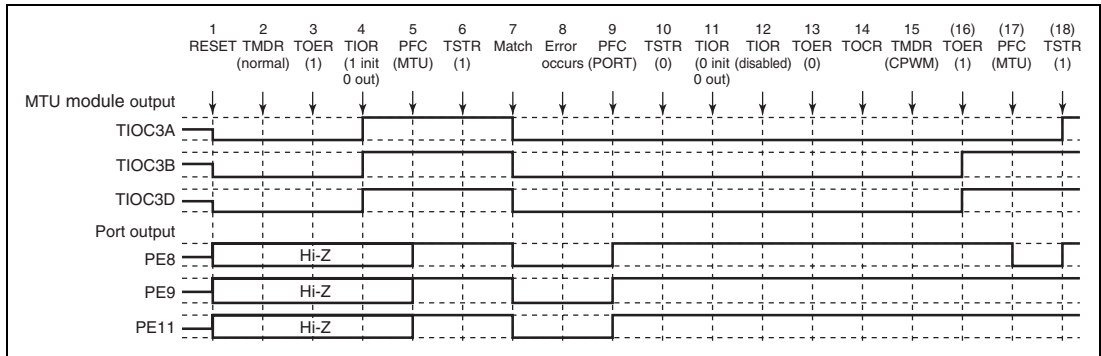 1 2 3 4 5 6 7 8 9 10 11 12 13 14 15 (16) (17) (18)
RESET TMDR TOER TIOR PFC TSTR Match Error PFC TSTR TIOR TIOR TOER TOCR TMDR TOER PFC TSTR
(normal) (1) (1 init (MTU) (1) occurs (PORT) (0) (0 init (disabled) (0) (CPWM) (1) (MTU) (1)
0 out) 0 out)
MTU module output
TIOC3A
TIOC3B
TIOC3D
Port output
PE8 Hi-Z
PE9 Hi-Z
PE11 Hi-Z